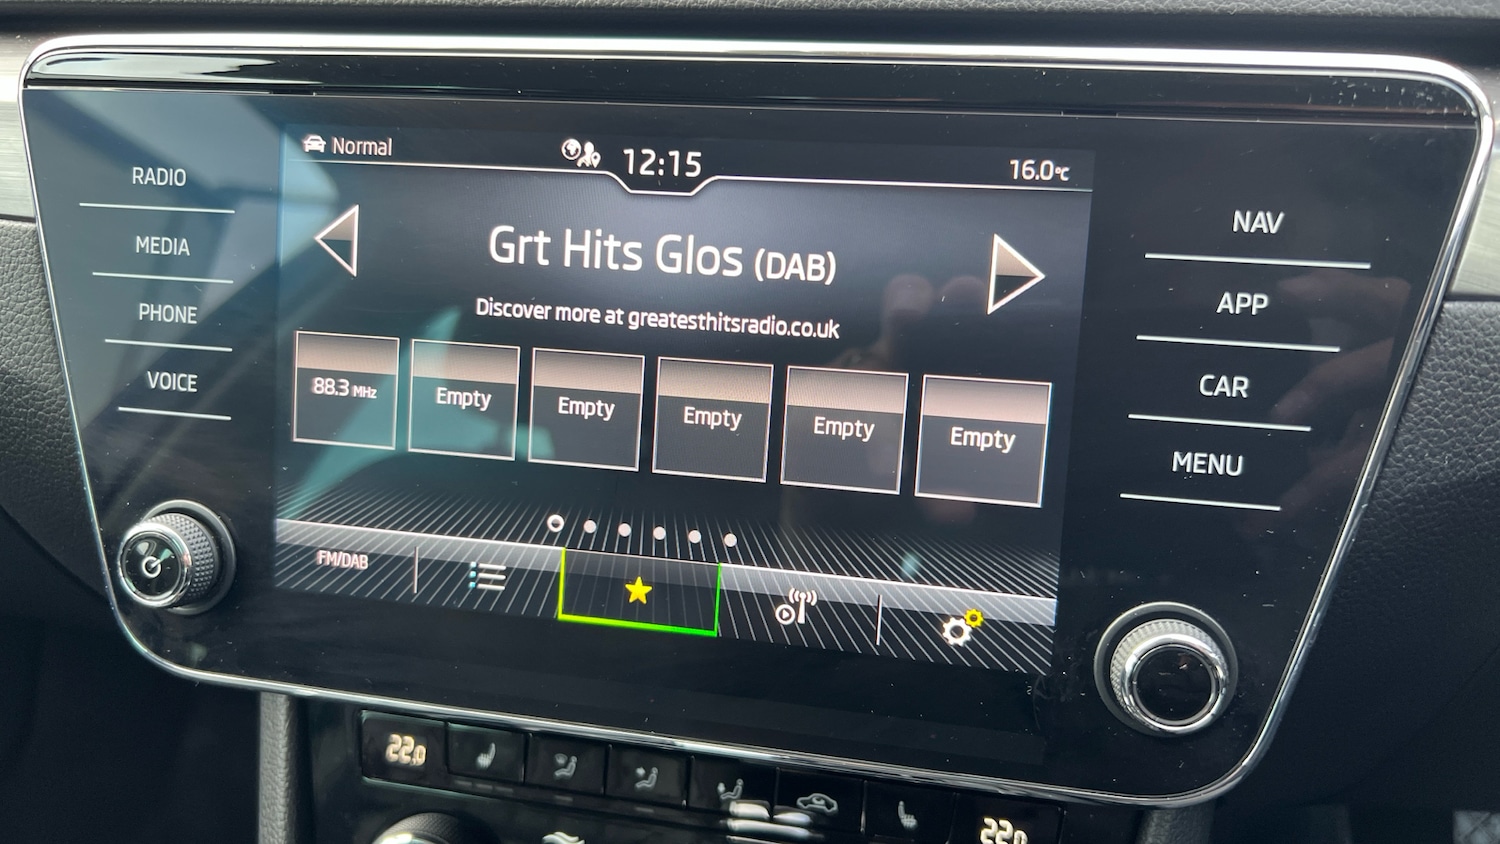 Normal
12:15
16.0°C
RADIO
MEDIA
PHONE
VOICE
Grt Hits Glos (DAB)
Discover more at greatesthitsradio.co.uk
88.3 MHz
Empty
Empty
Empty
Empty
Empty
FM/DAB
NAV
APP
CAR
MENU
22.0
22.0